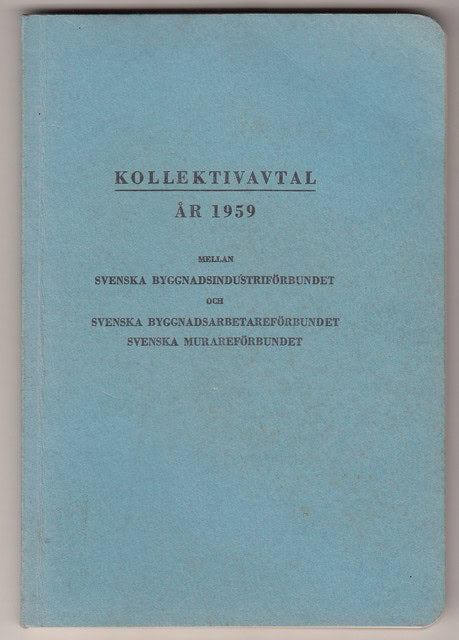 KOLLEKTIVAVTAL
ÅR 1959
MELLAN
SVENSKA BYGGNADSINDUSTRIFÖRBUNDET
OCH
SVENSKA BYGGNADSARBETAREFÖRBUNDET
SVENSKA MURAREFÖRBUNDET